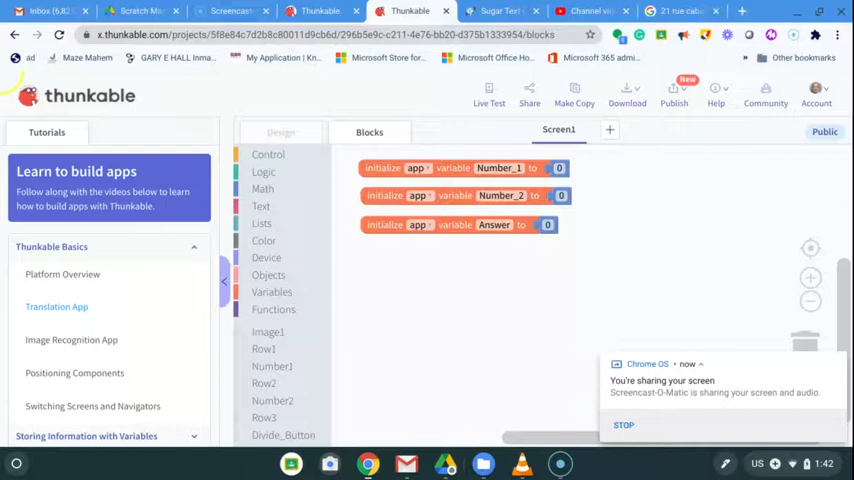 Inbox (6,82
Scratch Ma
Screencast
Thunkable
Thunkable
Sugar Text (
Channel vi
21 rue cab
x.thunkable.com/projects/5f8e84c7d2b8c300011d9cb6d/296b5e9c-c211-4e76-bb20-d375b1333954/blocks
ad
Maze Mahem
GARY E HALL Inma...
My Application | Kn...
Microsoft Store for...
Microsoft Office Ho...
Microsoft 365 admi...
Other bookmarks
thunkable
Live Test
Share
Make Copy
Download
New
Publish
Help
Community
Account
Tutorials
Design
Blocks
Screen1
Public
Learn to build apps
Follow along with the videos below to learn
how to build apps with Thunkable.
Thunkable Basics
Platform Overview
Translation App
Image Recognition App
Positioning Components
Switching Screens and Navigators
Storing Information with Variables
Control
Logic
Math
Text
Lists
Color
Device
Objects
Variables
Functions
Image1
Row1
Number1
Row2
Number2
Row3
Divide_Button
initialize app variable Number_1 to 0
initialize app variable Number_2 to 0
initialize app variable Answer to 0
Chrome OS • now
You're sharing your screen
Screencast-O-Matic is sharing your screen and audio.
STOP
US
1:42